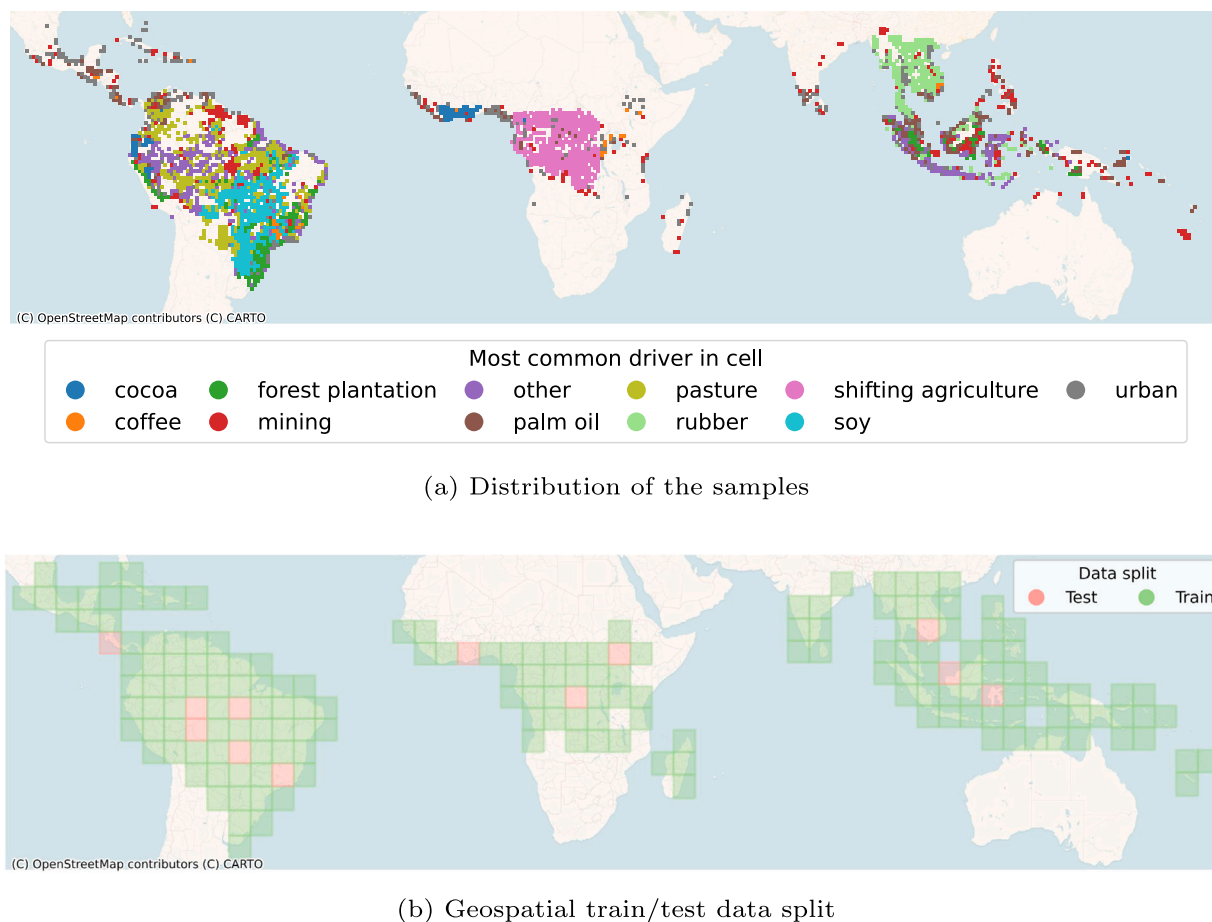 (C) OpenStreetMap contributors (C) CARTO
Most common driver in cell
cocoa forest plantation other pasture shifting agriculture urban
coffee mining palm oil rubber soy
(a) Distribution of the samples
Data split
Test Train
(C) OpenStreetMap contributors (C) CARTO
(b) Geospatial train/test data split